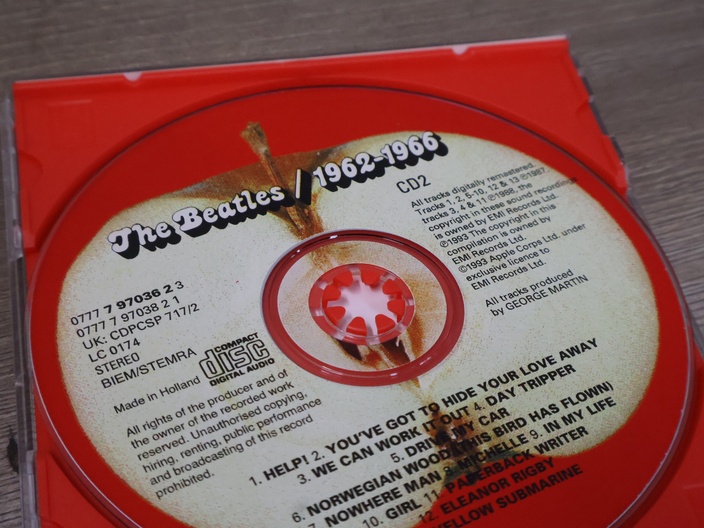 The Beatles / 1962–1966
CD2
All tracks digitally remastered.
Tracks 1, 2, 5-10, 12 & 13 ℗1987,
tracks 3, 4 & 11 ℗1988, the
copyright in these sound recordings
is owned by EMI Records Ltd.
℗1993 The copyright in this
compilation is owned by
EMI Records Ltd.
©1993 Apple Corps Ltd. under
exclusive licence to
EMI Records Ltd.
All tracks produced
by GEORGE MARTIN
0777 7 97036 2 3
0777 7 97038 2 1
UK: CDPCSP 717/2
LC 0174
STEREO
BIEM/STEMRA
COMPACT
disc
DIGITAL AUDIO
Made in Holland
All rights of the producer and of
the owner of the recorded work
reserved. Unauthorised copying,
hiring, renting, public performance
and broadcasting of this record
prohibited.
1. HELP! 2. YOU'VE GOT TO HIDE YOUR LOVE AWAY
3. WE CAN WORK IT OUT 4. DAY TRIPPER
5. DRIVE MY CAR
6. NORWEGIAN WOOD (THIS BIRD HAS FLOWN)
7. NOWHERE MAN 8. MICHELLE 9. IN MY LIFE
10. GIRL 11. PAPERBACK WRITER
12. ELEANOR RIGBY
YELLOW SUBMARINE